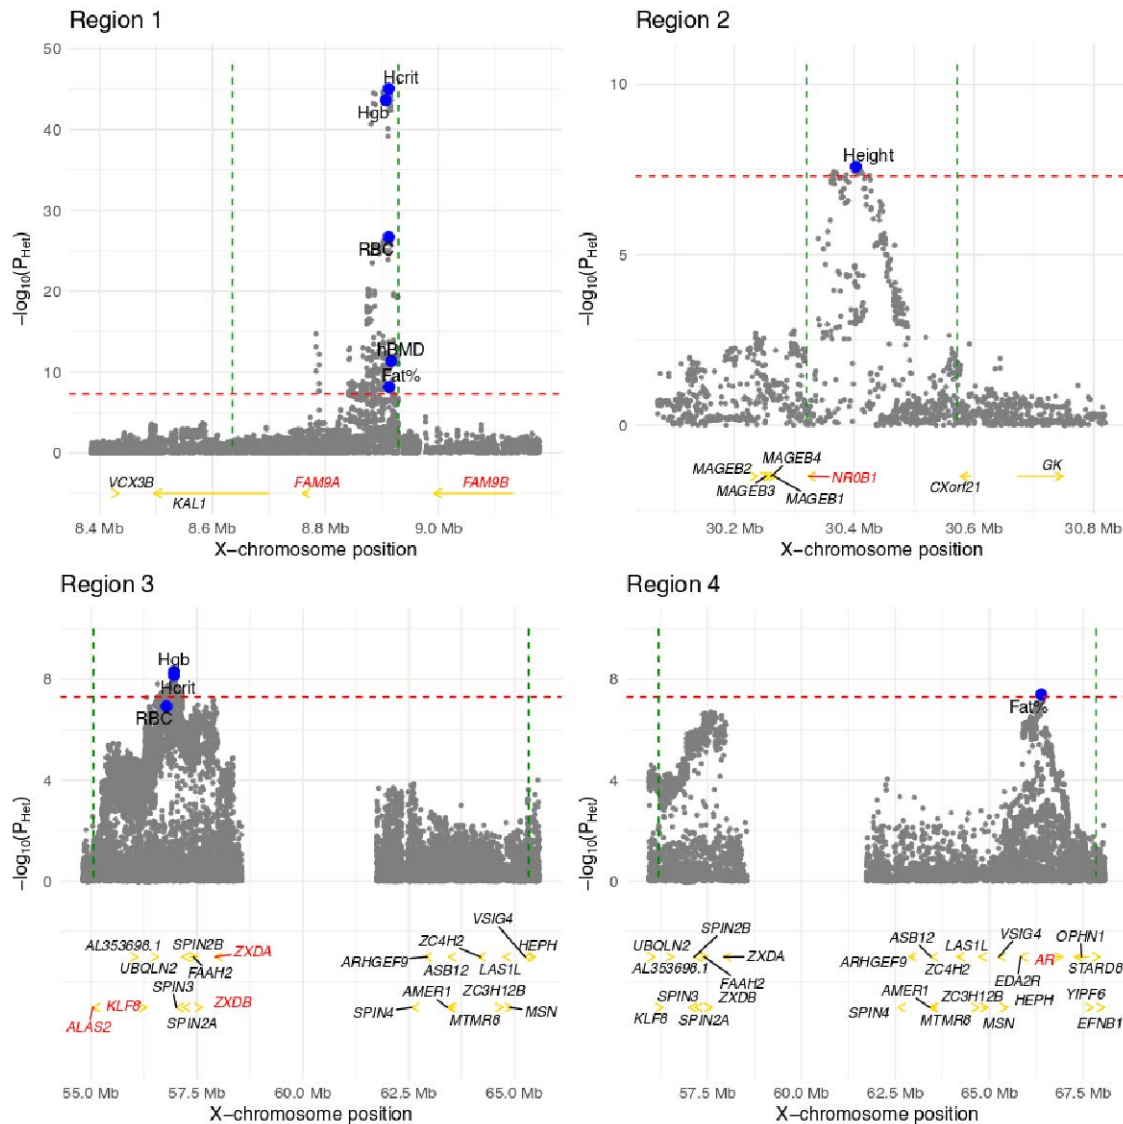 Region 1
50
40
30
20
10
0
−log10(PHet)
Hcrit
Hgb
RBC
hBMD
Fat%
VCX3B
KAL1
FAM9A
FAM9B
8.4 Mb 8.6 Mb 8.8 Mb 9.0 Mb
X−chromosome position
Region 2
10
5
0
−log10(PHet)
Height
MAGEB2
MAGEB3
MAGEB4
MAGEB1
NR0B1
CXorf21
GK
30.2 Mb 30.4 Mb 30.6 Mb 30.8 Mb
X−chromosome position
Region 3
8
4
0
−log10(PHet)
Hgb
Hcrit
RBC
AL353698.1
UBQLN2
SPIN2B
FAAH2
ZXDA
ALAS2
KLF8
SPIN3
SPIN2A
ZXDB
ARHGEF9
ZC4H2
ASB12
VSIG4
LAS1L
HEPH
SPIN4
AMER1
MTMR8
ZC3H12B
MSN
55.0 Mb 57.5 Mb 60.0 Mb 62.5 Mb 65.0 Mb
X−chromosome position
Region 4
8
4
0
−log10(PHet)
Fat%
UBQLN2
AL353698.1
SPIN2B
FAAH2
ZXDA
KLF8
SPIN3
SPIN2A
ZXDB
ARHGEF9
ASB12
ZC4H2
LAS1L
VSIG4
EDA2R
AR
OPHN1
STARD8
SPIN4
AMER1
MTMR8
ZC3H12B
MSN
HEPH
YIPF6
EFNB1
57.5 Mb 60.0 Mb 62.5 Mb 65.0 Mb 67.5 Mb
X−chromosome position